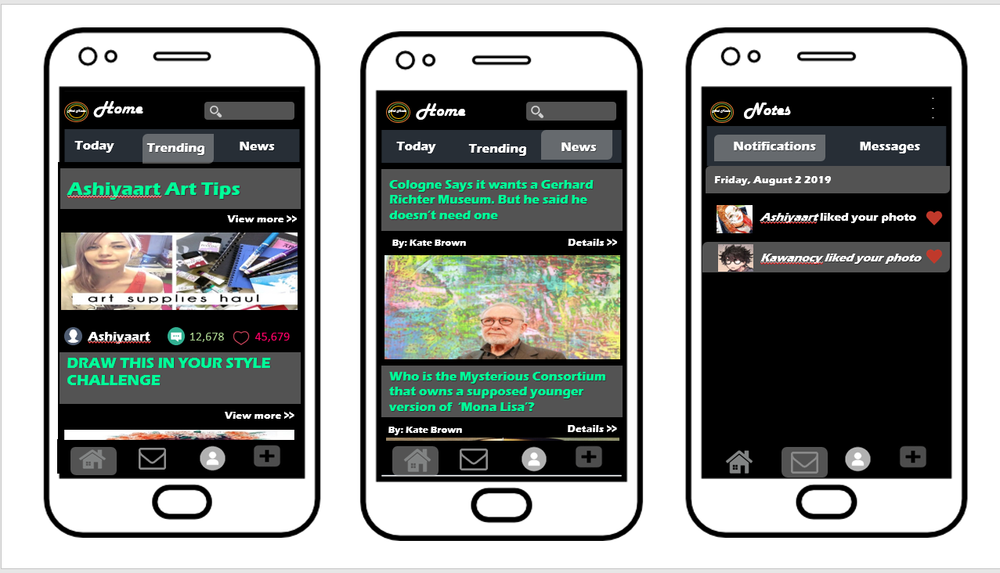 Home
Today Trending News
Ashiyaart Art Tips
View more >>
art supplies haul
Ashiyaart 12,678 45,679
DRAW THIS IN YOUR STYLE
CHALLENGE
View more >>
Home
Today Trending News
Cologne Says it wants a Gerhard
Richter Museum. But he said he
doesn't need one
By: Kate Brown Details >>
Who is the Mysterious Consortium
that owns a supposed younger
version of 'Mona Lisa'?
By: Kate Brown Details >>
Notes
Notifications Messages
Friday, August 2 2019
Ashiyaart liked your photo
Kawanocy liked your photo